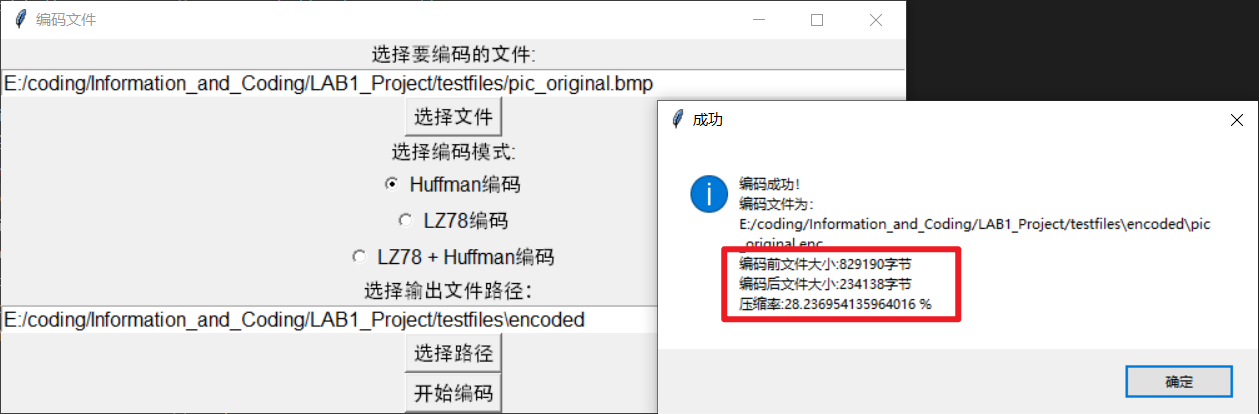 编码文件
选择要编码的文件:
E:/coding/Information_and_Coding/LAB1_Project/testfiles/pic_original.bmp
选择文件
选择编码模式:
Huffman编码
LZ78编码
LZ78 + Huffman编码
选择输出文件路径:
E:/coding/Information_and_Coding/LAB1_Project/testfiles\encoded
选择路径
开始编码
成功
编码成功!
编码文件为:
E:/coding/Information_and_Coding/LAB1_Project/testfiles\encoded\pic
_original.enc
编码前文件大小:829190字节
编码后文件大小:234138字节
压缩率:28.236954135964016 %
确定